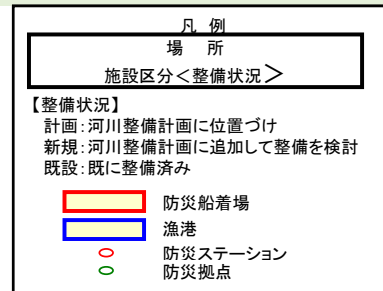 凡 例
場 所
施設区分<整備状況>
【整備状況】
計画:河川整備計画に位置づけ
新規:河川整備計画に追加して整備を検討
既設:既に整備済み
防災船着場
漁港
防災ステーション
防災拠点